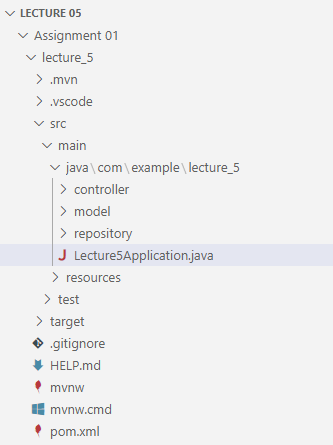 LECTURE 05
Assignment 01
lecture_5
.mvn
.vscode
src
main
java\com\example\lecture_5
controller
model
repository
Lecture5Application.java
resources
test
target
.gitignore
HELP.md
mvnw
mvnw.cmd
pom.xml